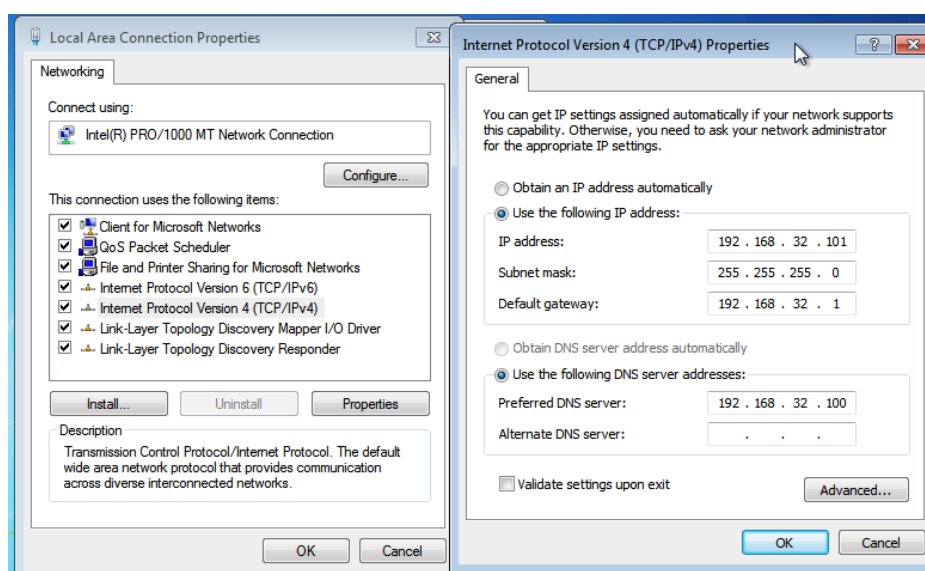 Local Area Connection Properties
Networking
Connect using:
Intel(R) PRO/1000 MT Network Connection
Configure...
This connection uses the following items:
Client for Microsoft Networks
QoS Packet Scheduler
File and Printer Sharing for Microsoft Networks
Internet Protocol Version 6 (TCP/IPv6)
Internet Protocol Version 4 (TCP/IPv4)
Link-Layer Topology Discovery Mapper I/O Driver
Link-Layer Topology Discovery Responder
Install...
Uninstall
Properties
Description
Transmission Control Protocol/Internet Protocol. The default
wide area network protocol that provides communication
across diverse interconnected networks.
OK
Cancel
Internet Protocol Version 4 (TCP/IPv4) Properties
?
General
You can get IP settings assigned automatically if your network supports
this capability. Otherwise, you need to ask your network administrator
for the appropriate IP settings.
Obtain an IP address automatically
Use the following IP address:
IP address: 192 . 168 . 32 . 101
Subnet mask: 255 . 255 . 255 . 0
Default gateway: 192 . 168 . 32 . 1
Obtain DNS server address automatically
Use the following DNS server addresses:
Preferred DNS server: 192 . 168 . 32 . 100
Alternate DNS server: . . .
Validate settings upon exit
Advanced...
OK
Cancel